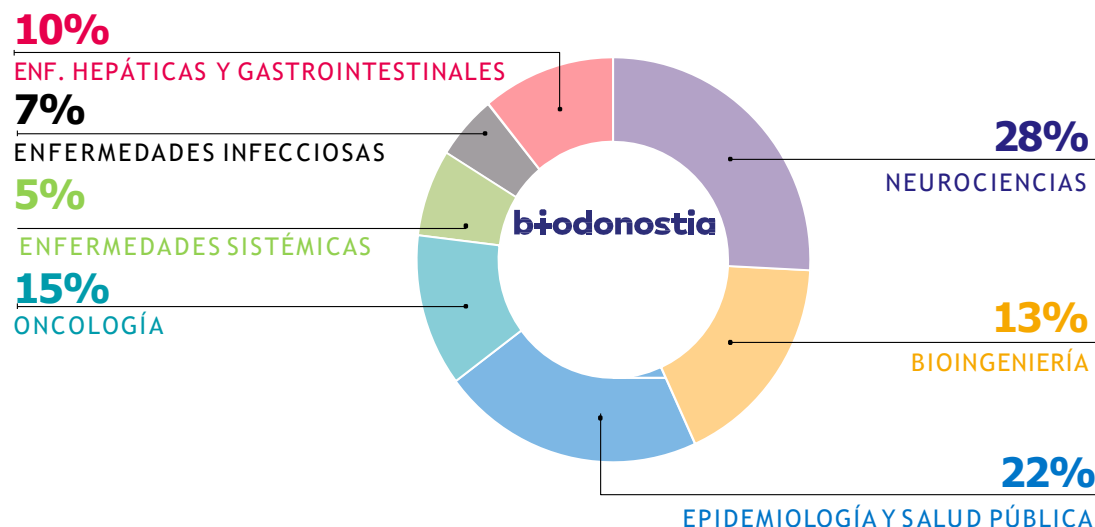 10%
ENF. HEPÁTICAS Y GASTROINTESTINALES
7%
ENFERMEDADES INFECCIOSAS
5%
ENFERMEDADES SISTÉMICAS
15%
ONCOLOGÍA
biodonostia
28%
NEUROCIENCIAS
13%
BIOINGENIERÍA
22%
EPIDEMIOLOGÍA Y SALUD PÚBLICA